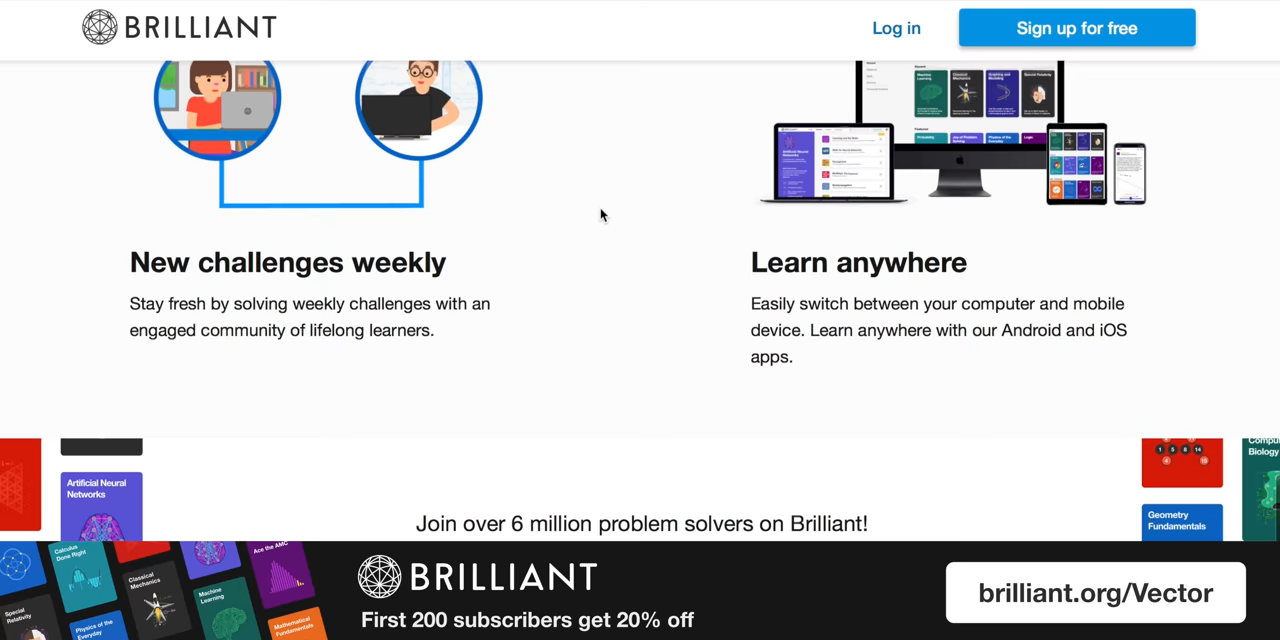 BRILLIANT
Log in
Sign up for free
New challenges weekly
Stay fresh by solving weekly challenges with an
engaged community of lifelong learners.
Learn anywhere
Easily switch between your computer and mobile
device. Learn anywhere with our Android and iOS
apps.
Artificial Neural
Networks
Join over 6 million problem solvers on Brilliant!
1 5 8 14
Geometry
Fundamentals
Biology
Calculus
Done Right
Ace the AMC
Classical
Mechanics
Machine
Learning
Special
Relativity
Physics of the
Everyday
Mathematical
Fundamentals
BRILLIANT
First 200 subscribers get 20% off
brilliant.org/Vector